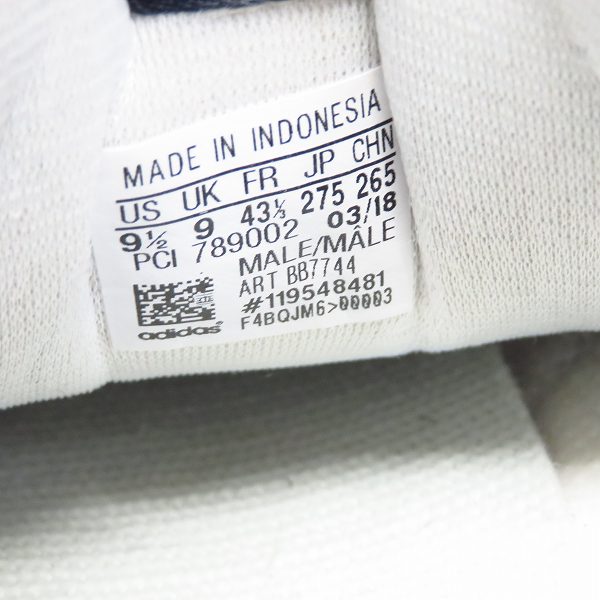 MADE IN INDONESIA
US UK FR JP CHN
9½ 9 43⅓ 275 265
PCI 789002 03/18
MALE/MÂLE
ART BB7744
#119548481
F4BQJM6>00003
adidas